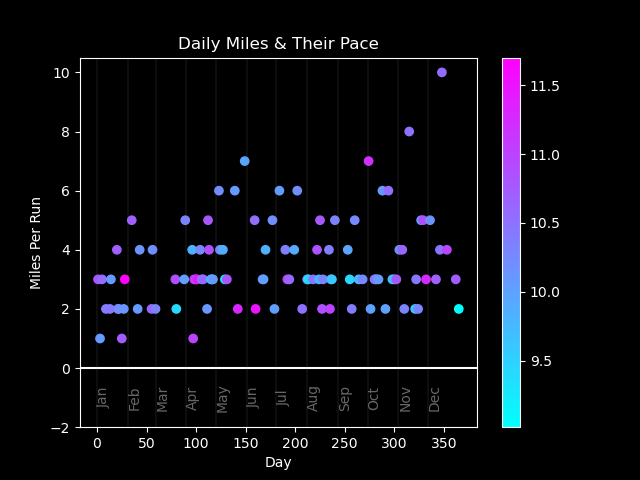 Daily Miles & Their Pace
Miles Per Run
10
8
6
4
2
0
−2
Jan
Feb
Mar
Apr
May
Jun
Jul
Aug
Sep
Oct
Nov
Dec
0
50
100
150
200
250
300
350
Day
11.5
11.0
10.5
10.0
9.5